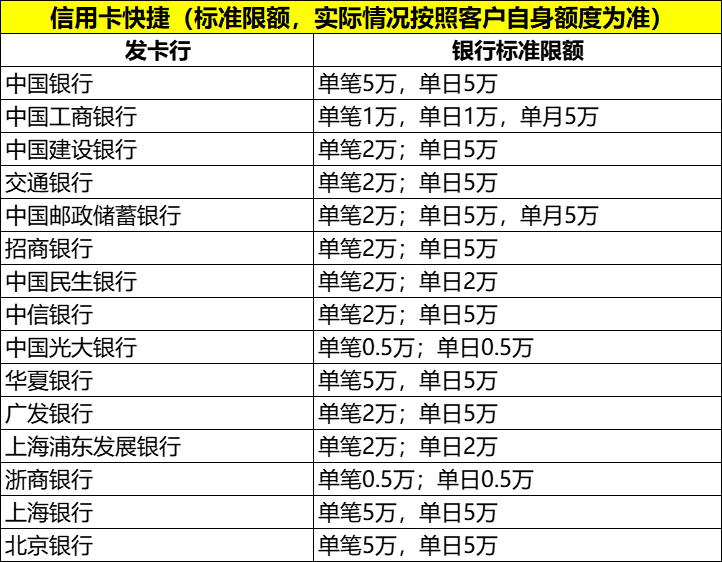 信用卡快捷（标准限额，实际情况按照客户自身额度为准）
发卡行 银行标准限额
中国银行 单笔5万，单日5万
中国工商银行 单笔1万，单日1万，单月5万
中国建设银行 单笔2万；单日5万
交通银行 单笔2万；单日5万
中国邮政储蓄银行 单笔2万；单日5万，单月5万
招商银行 单笔2万；单日5万
中国民生银行 单笔2万；单日2万
中信银行 单笔2万；单日5万
中国光大银行 单笔0.5万；单日0.5万
华夏银行 单笔5万，单日5万
广发银行 单笔2万；单日5万
上海浦东发展银行 单笔2万；单日2万
浙商银行 单笔0.5万；单日0.5万
上海银行 单笔5万，单日5万
北京银行 单笔5万，单日5万